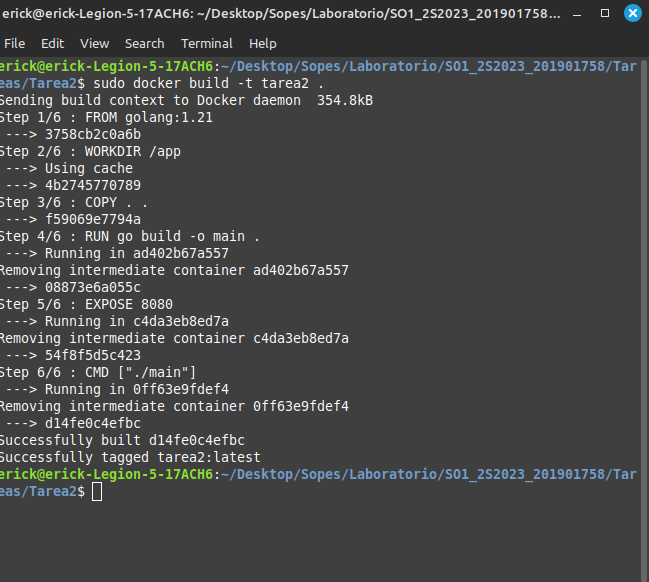 erick@erick-Legion-5-17ACH6: ~/Desktop/Sopes/Laboratorio/SO1_2S2023_201901758...
File Edit View Search Terminal Help
erick@erick-Legion-5-17ACH6:~/Desktop/Sopes/Laboratorio/SO1_2S2023_201901758/Tar
eas/Tarea2$ sudo docker build -t tarea2 .
Sending build context to Docker daemon  354.8kB
Step 1/6 : FROM golang:1.21
---> 3758cb2c0a6b
Step 2/6 : WORKDIR /app
---> Using cache
---> 4b2745770789
Step 3/6 : COPY . .
---> f59069e7794a
Step 4/6 : RUN go build -o main .
---> Running in ad402b67a557
Removing intermediate container ad402b67a557
---> 08873e6a055c
Step 5/6 : EXPOSE 8080
---> Running in c4da3eb8ed7a
Removing intermediate container c4da3eb8ed7a
---> 54f8f5d5c423
Step 6/6 : CMD ["./main"]
---> Running in 0ff63e9fdef4
Removing intermediate container 0ff63e9fdef4
---> d14fe0c4efbc
Successfully built d14fe0c4efbc
Successfully tagged tarea2:latest
erick@erick-Legion-5-17ACH6:~/Desktop/Sopes/Laboratorio/SO1_2S2023_201901758/Tar
eas/Tarea2$